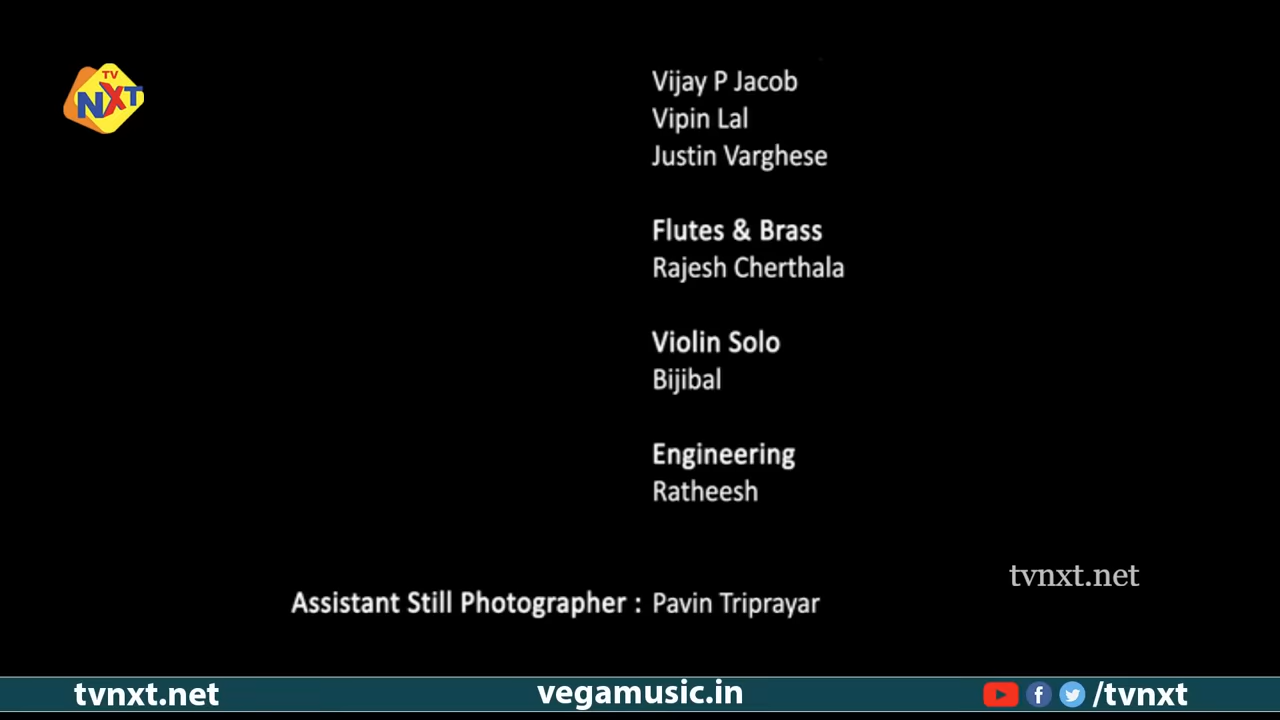 TV
NXT
Vijay P Jacob
Vipin Lal
Justin Varghese
Flutes & Brass
Rajesh Cherthala
Violin Solo
Bijibal
Engineering
Ratheesh
tvnxt.net
Assistant Still Photographer : Pavin Triprayar
tvnxt.net
vegamusic.in
/tvnxt